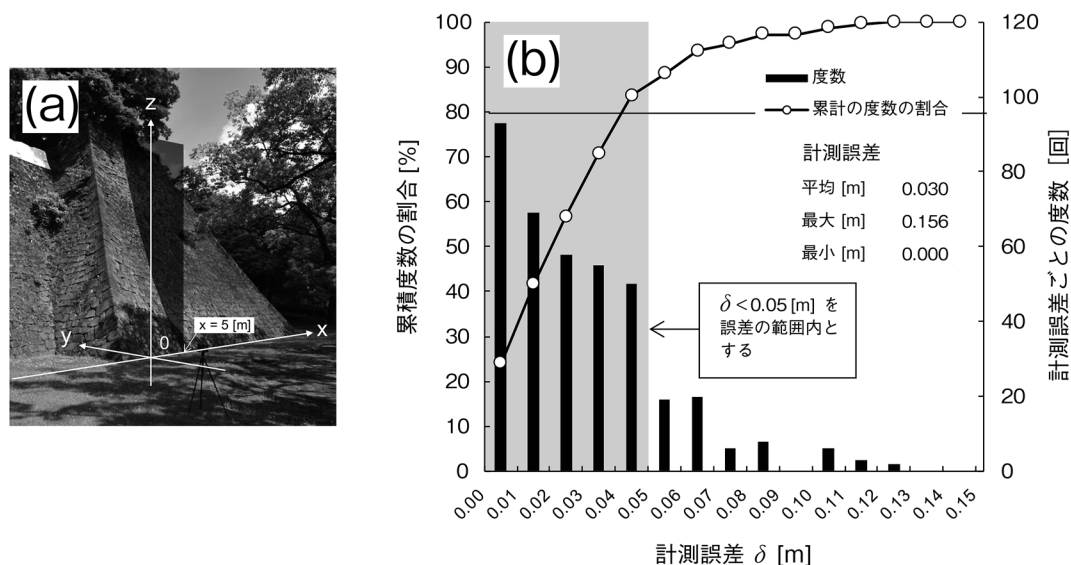 (a)
z
y
0
x = 5 [m]
x
(b)
累積度数の割合 [%]
100
90
80
70
60
50
40
30
20
10
0
度数
累計の度数の割合
計測誤差
平均 [m] 0.030
最大 [m] 0.156
最小 [m] 0.000
δ<0.05[m] を
誤差の範囲内と
する
120
100
80
60
40
20
0
計測誤差ごとの度数 [回]
0.00
0.01
0.02
0.03
0.04
0.05
0.06
0.07
0.08
0.09
0.10
0.11
0.12
0.13
0.14
0.15
計測誤差 δ [m]